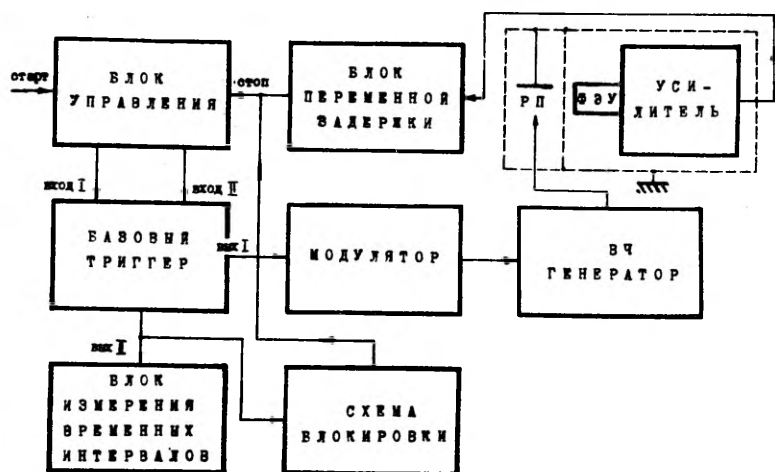 старт
БЛОК
УПРАВЛЕНИЯ
СТОП
БЛОК
ПЕРЕМЕННОЙ
ЗАДЕРЖКИ
РП
ФЭУ
УСИ-
ЛИТЕЛЬ
ВХОД I
ВХОД II
БАЗОВЫЙ
ТРИГГЕР
ВЫХ I
МОДУЛЯТОР
ВЧ
ГЕНЕРАТОР
ВЫХ II
БЛОК
ИЗМЕРЕНИЯ
ВРЕМЕННЫХ
ИНТЕРВАЛОВ
СХЕМА
БЛОКИРОВКИ